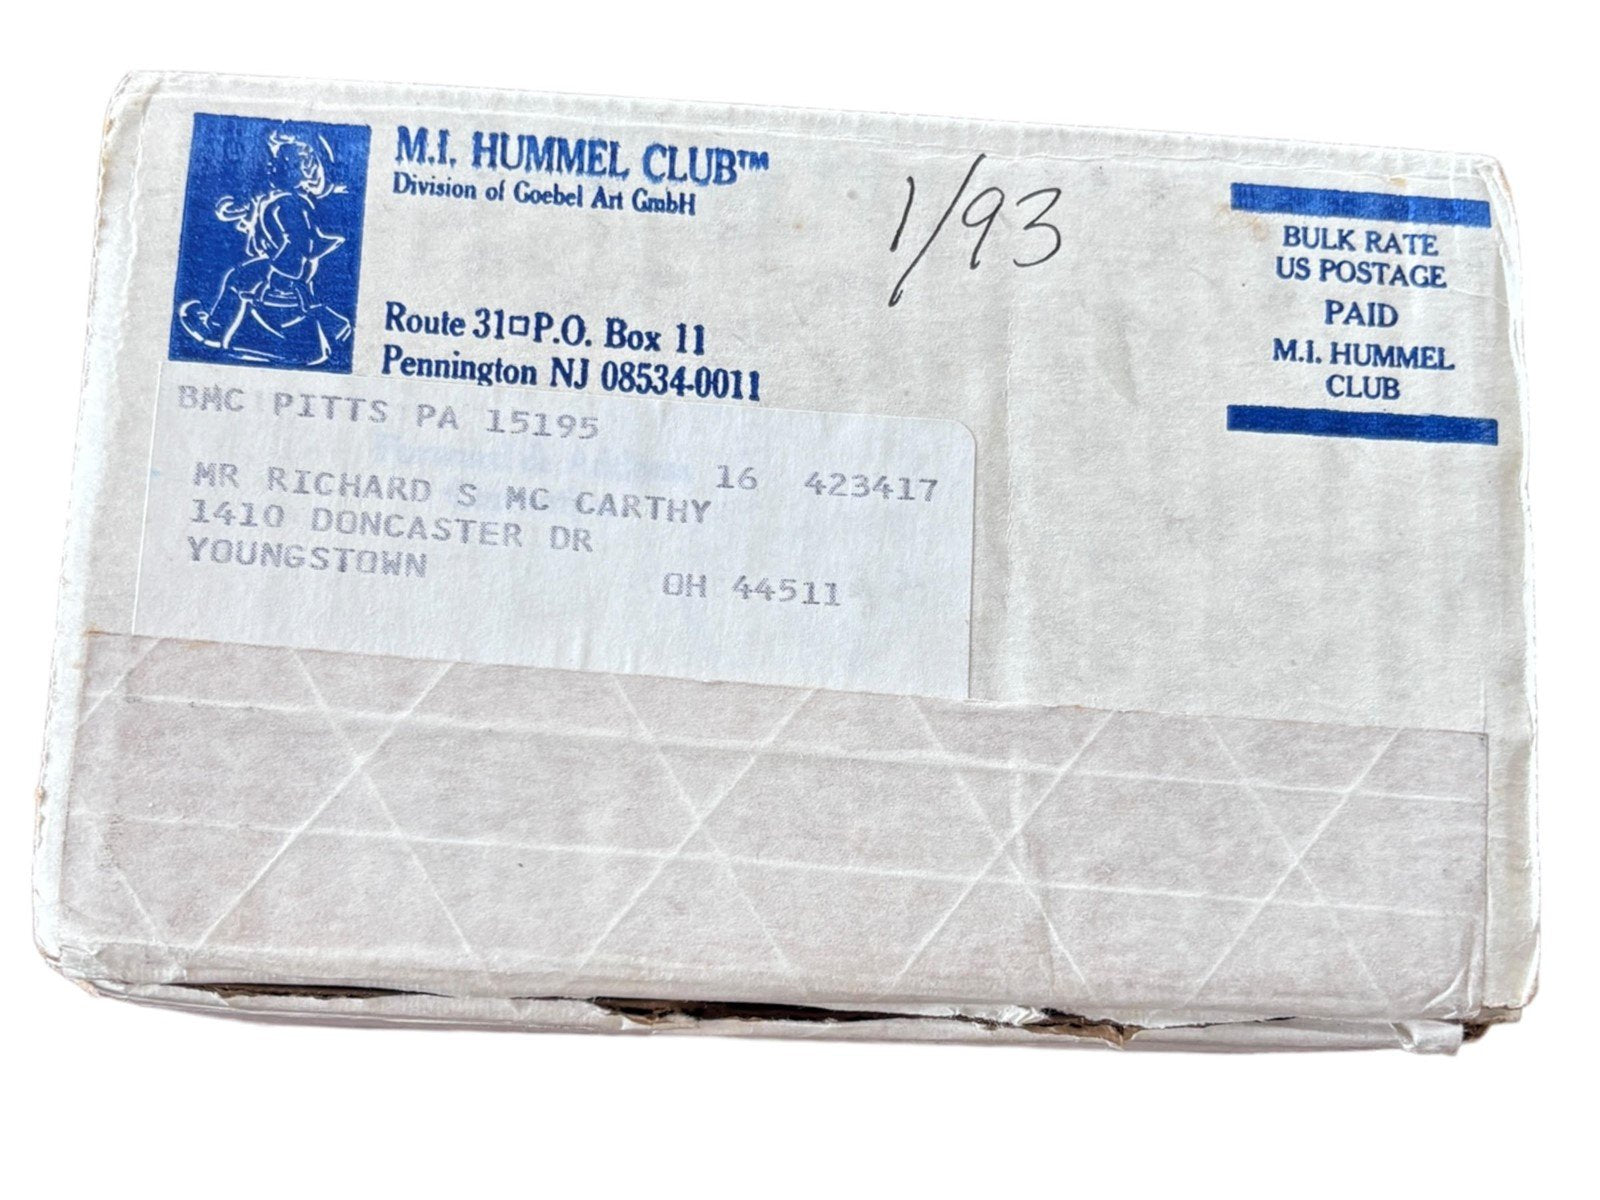 M.I. HUMMEL CLUB™
Division of Goebel Art GmbH
Route 31□P.O. Box 11
Pennington NJ 08534-0011
1/93
BULK RATE
US POSTAGE
PAID
M.I. HUMMEL
CLUB
BMC PITTS PA 15195
16 423417
MR RICHARD S MC CARTHY
1410 DONCASTER DR
YOUNGSTOWN
OH 44511